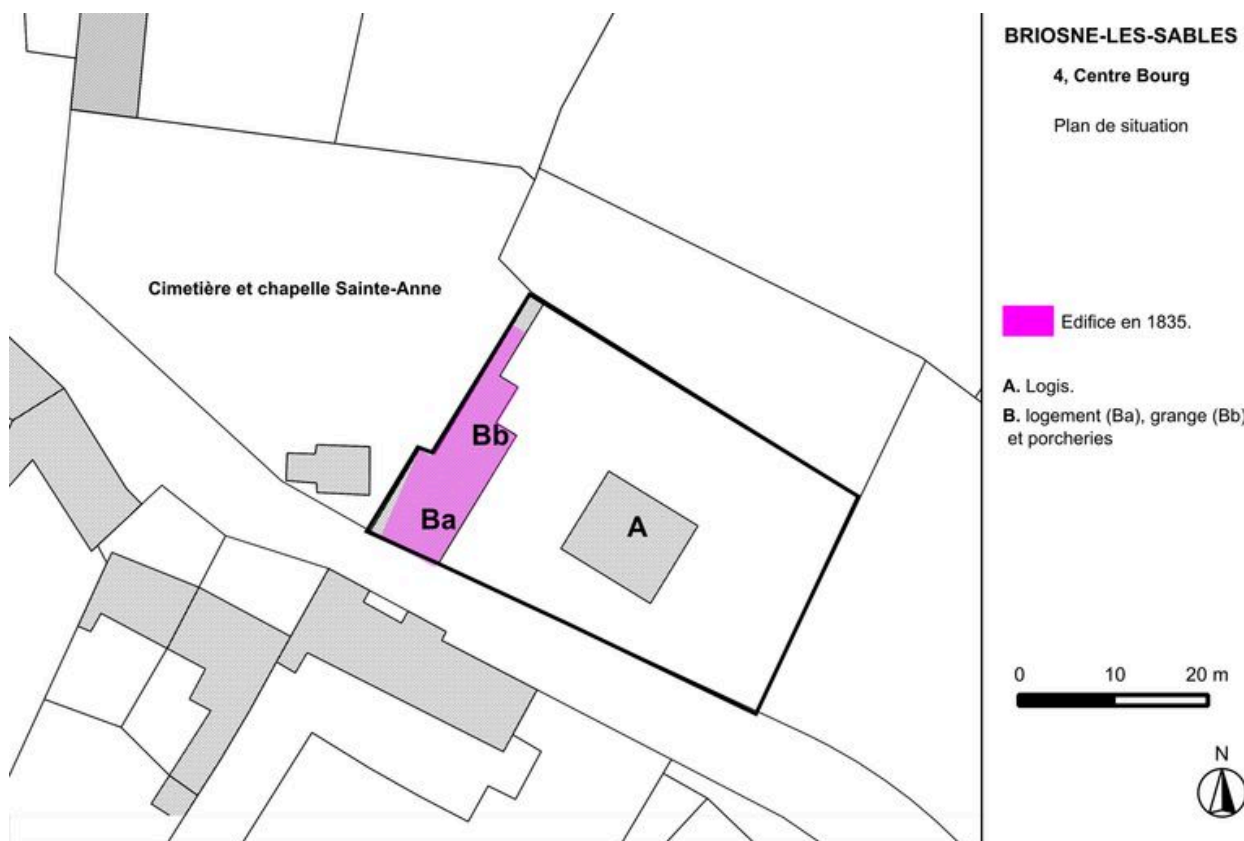 BRIOSNE-LES-SABLES
4, Centre Bourg
Plan de situation
Cimetière et chapelle Sainte-Anne
Edifice en 1835.
Bb
Ba
A
A. Logis.
B. logement (Ba), grange (Bb)
et porcheries
0 10 20 m
N